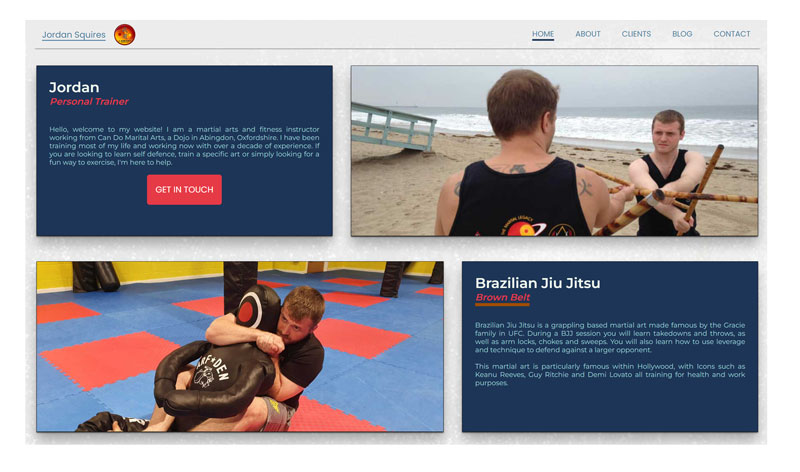 Jordan Squires
HOME ABOUT CLIENTS BLOG CONTACT
Jordan
Personal Trainer
Hello, welcome to my website! I am a martial arts and fitness instructor
working from Can Do Marital Arts, a Dojo in Abingdon, Oxfordshire. I have been
training most of my life and working now with over a decade of experience. If
you are looking to learn self defence, train a specific art or simply looking for a
fun way to exercise, I'm here to help.
GET IN TOUCH
THE MARTIAL LEGACY
DEN
Brazilian Jiu Jitsu
Brown Belt
Brazilian Jiu Jitsu is a grappling based martial art made famous by the Gracie
family in UFC. During a BJJ session you will learn takedowns and throws, as
well as arm locks, chokes and sweeps. You will also learn how to use leverage
and technique to defend against a larger opponent.
This martial art is particularly famous within Hollywood, with Icons such as
Keanu Reeves, Guy Ritchie and Demi Lovato all training for health and work
purposes.